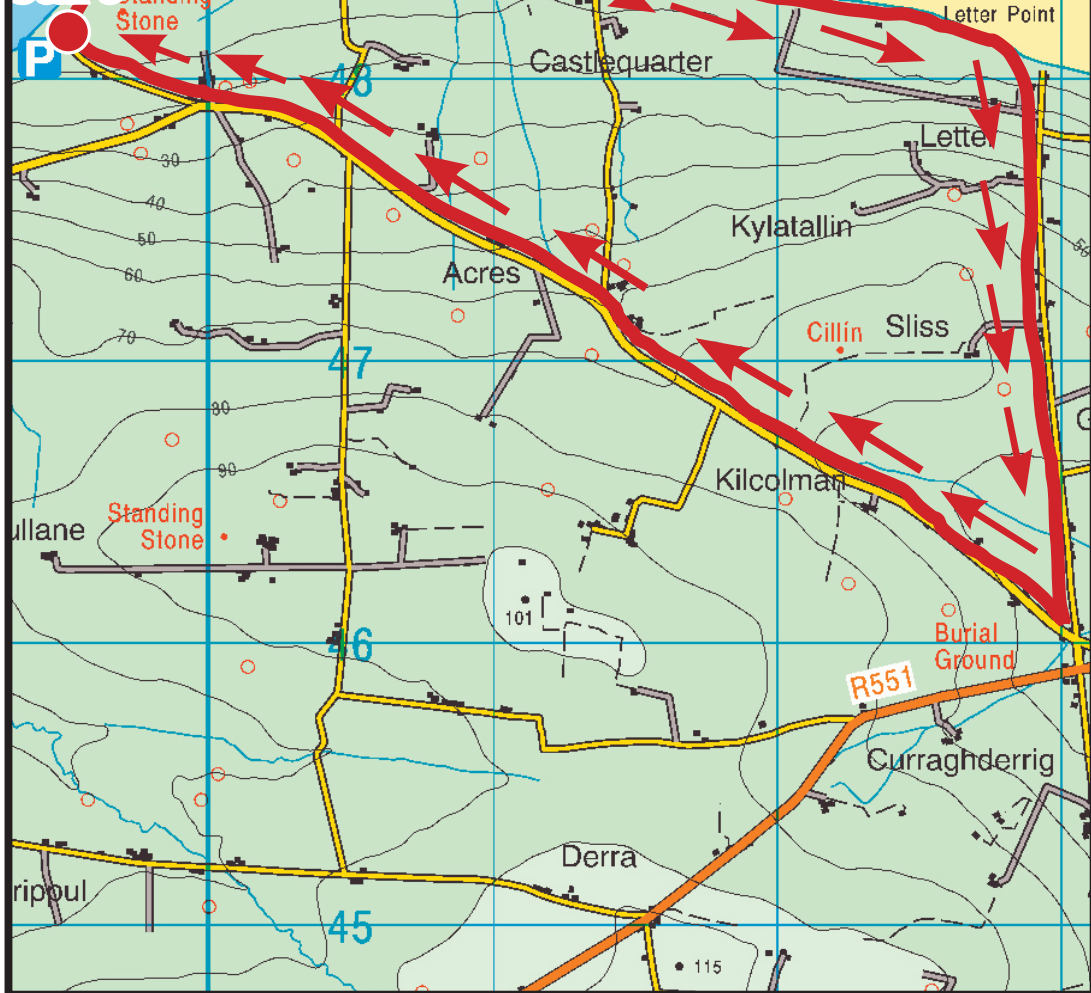 Standing
Stone
P
Letter Point
Castlequarter
48
Letter
30
40
Kylatallin
50
60
Acres
Cillín
Sliss
70
47
80
90
Kilcolman
Standing
Stone
ullane
101
46
Burial
Ground
R551
Curraghderrig
Derra
ripoul
45
115